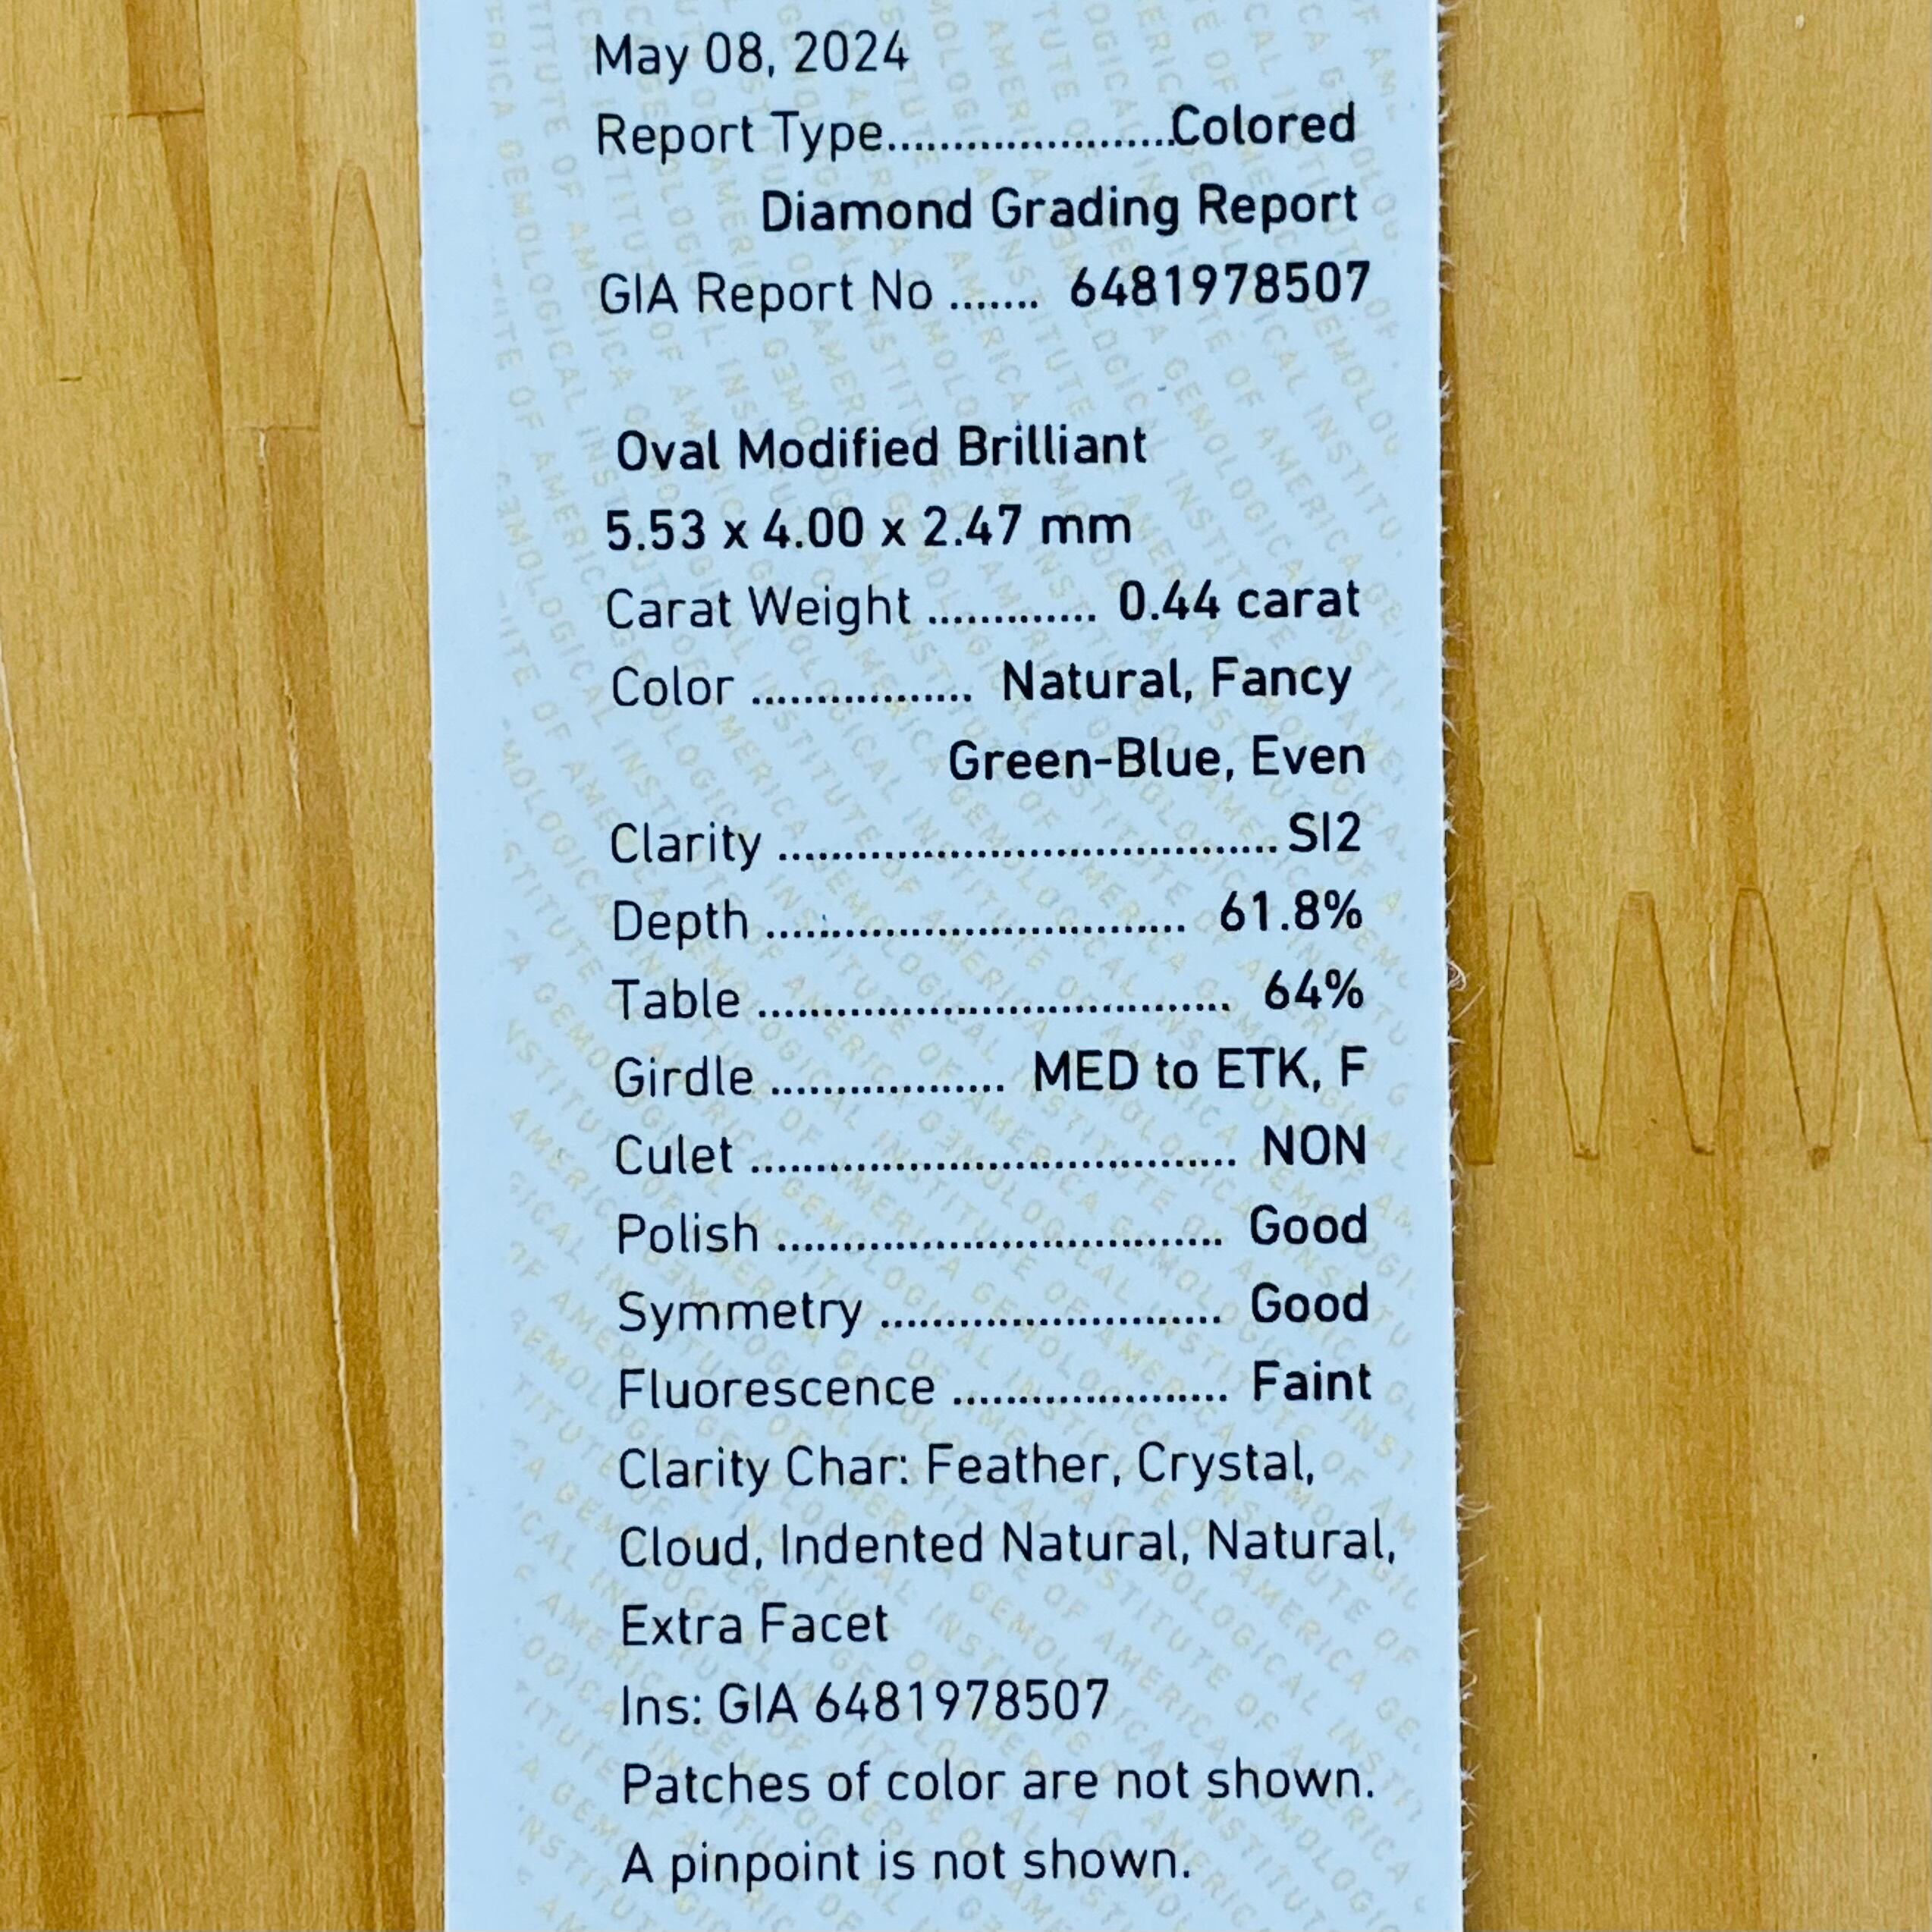 May 08, 2024
Report Type......................Colored
Diamond Grading Report
GIA Report No ....... 6481978507
Oval Modified Brilliant
5.53 x 4.00 x 2.47 mm
Carat Weight ............. 0.44 carat
Color ................. Natural, Fancy
Green-Blue, Even
Clarity ...................................... SI2
Depth ................................ 61.8%
Table .................................... 64%
Girdle .................. MED to ETK, F
Culet ..................................... NON
Polish .................................. Good
Symmetry .......................... Good
Fluorescence ..................... Faint
Clarity Char: Feather, Crystal,
Cloud, Indented Natural, Natural,
Extra Facet
Ins: GIA 6481978507
Patches of color are not shown.
A pinpoint is not shown.